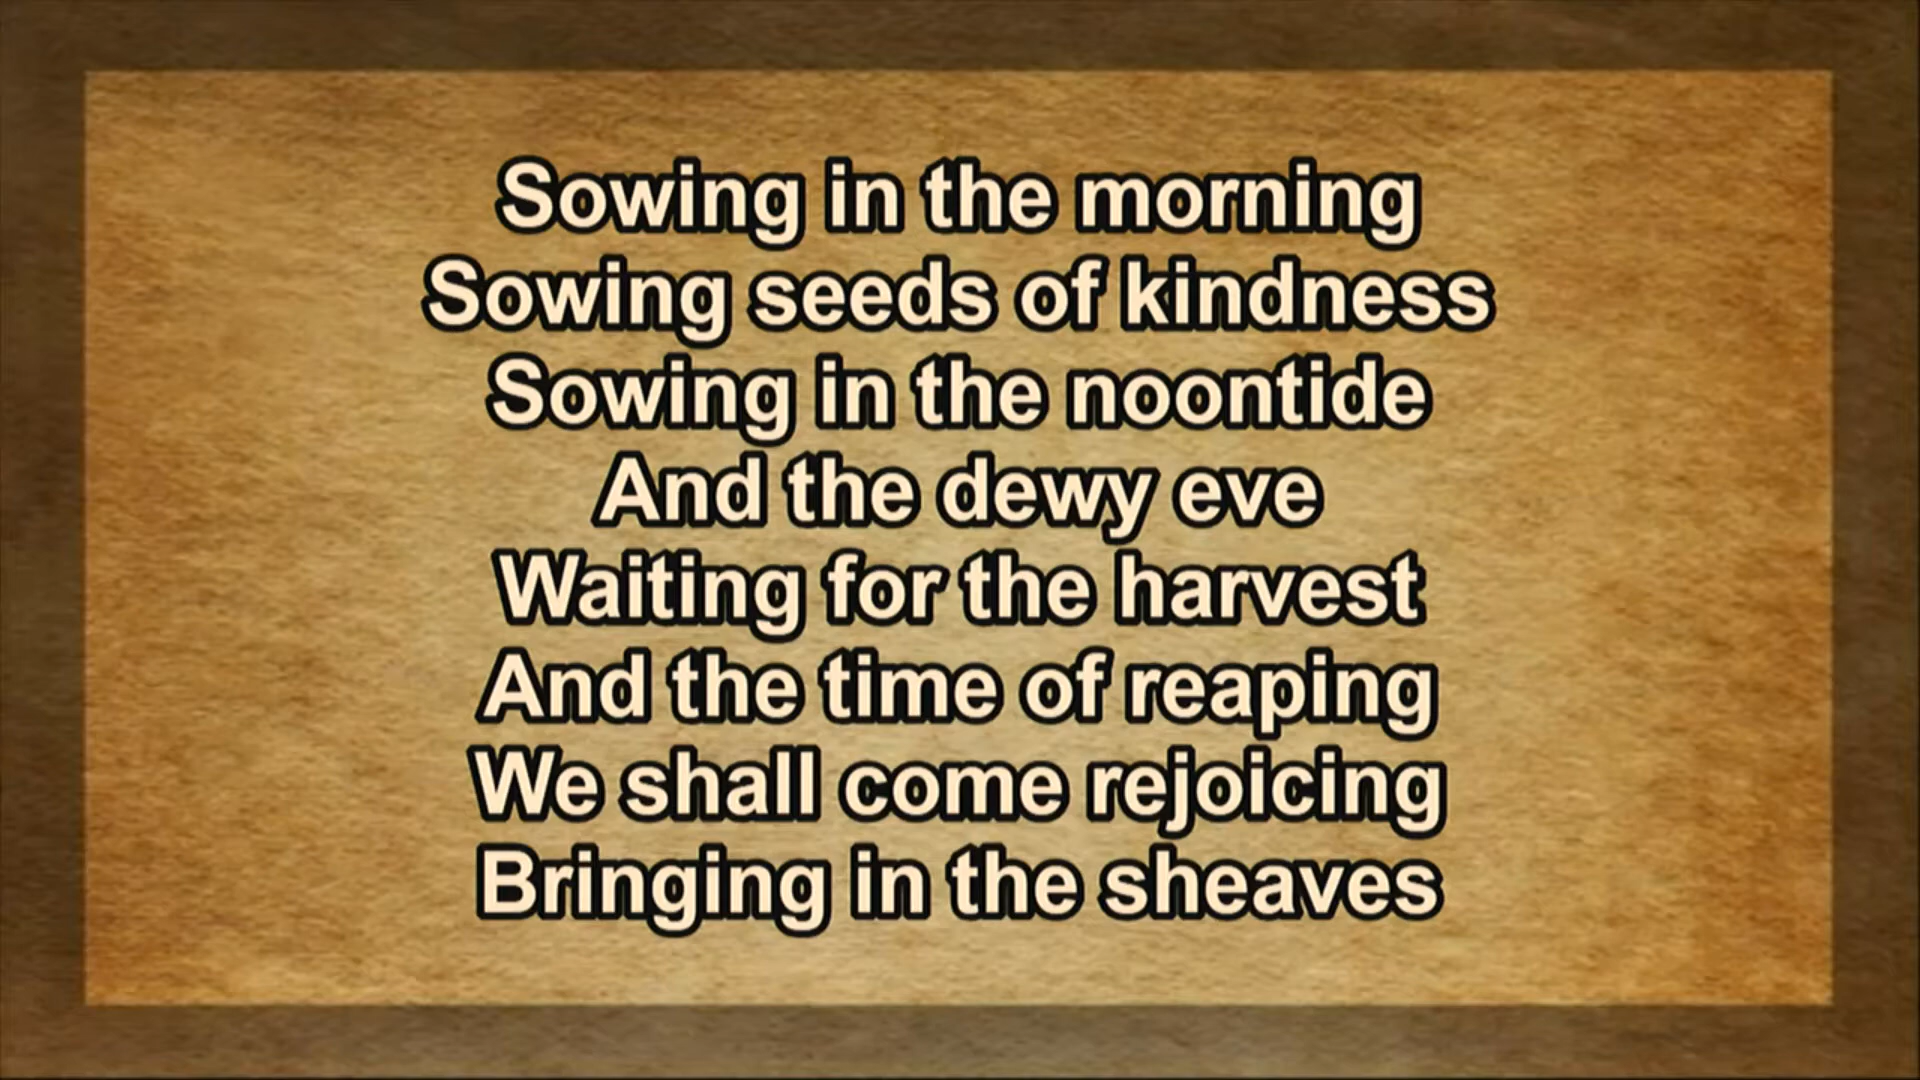 Sowing in the morning
Sowing seeds of kindness
Sowing in the noontide
And the dewy eve
Waiting for the harvest
And the time of reaping
We shall come rejoicing
Bringing in the sheaves